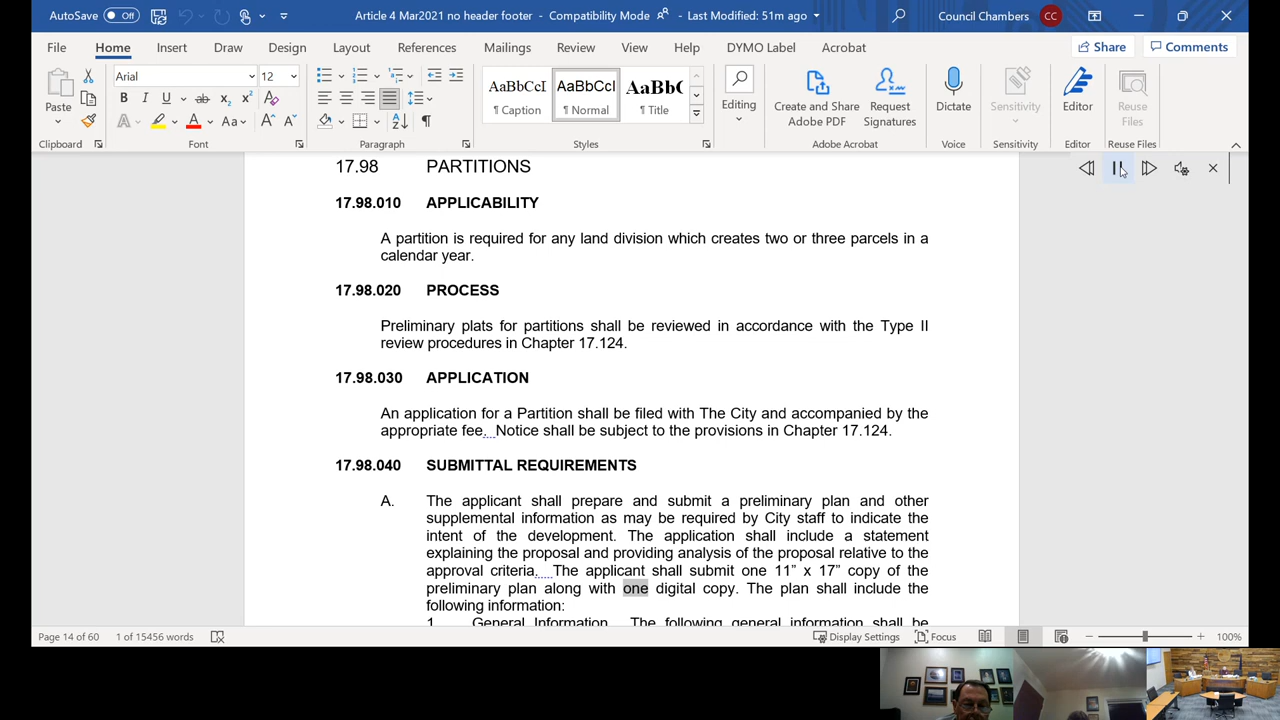 AutoSave Off Article 4 Mar2021 no header footer - Compatibility Mode - Last Modified: 51m ago Council Chambers CC
File Home Insert Draw Design Layout References Mailings Review View Help DYMO Label Acrobat Share Comments
Paste Arial 12 AaBbCcI AaBbCcI AaBb( Editing Create and Share Request Dictate Sensitivity Editor Reuse
¶ Caption ¶ Normal ¶ Title Adobe PDF Signatures Files
Clipboard Font Paragraph Styles Adobe Acrobat Voice Sensitivity Editor Reuse Files
17.98 PARTITIONS
17.98.010 APPLICABILITY
A partition is required for any land division which creates two or three parcels in a
calendar year.
17.98.020 PROCESS
Preliminary plats for partitions shall be reviewed in accordance with the Type II
review procedures in Chapter 17.124.
17.98.030 APPLICATION
An application for a Partition shall be filed with The City and accompanied by the
appropriate fee. Notice shall be subject to the provisions in Chapter 17.124.
17.98.040 SUBMITTAL REQUIREMENTS
A. The applicant shall prepare and submit a preliminary plan and other
supplemental information as may be required by City staff to indicate the
intent of the development. The application shall include a statement
explaining the proposal and providing analysis of the proposal relative to the
approval criteria. The applicant shall submit one 11” x 17” copy of the
preliminary plan along with one digital copy. The plan shall include the
following information:
1. General Information. The following general information shall be
Page 14 of 60 1 of 15456 words Display Settings Focus 100%